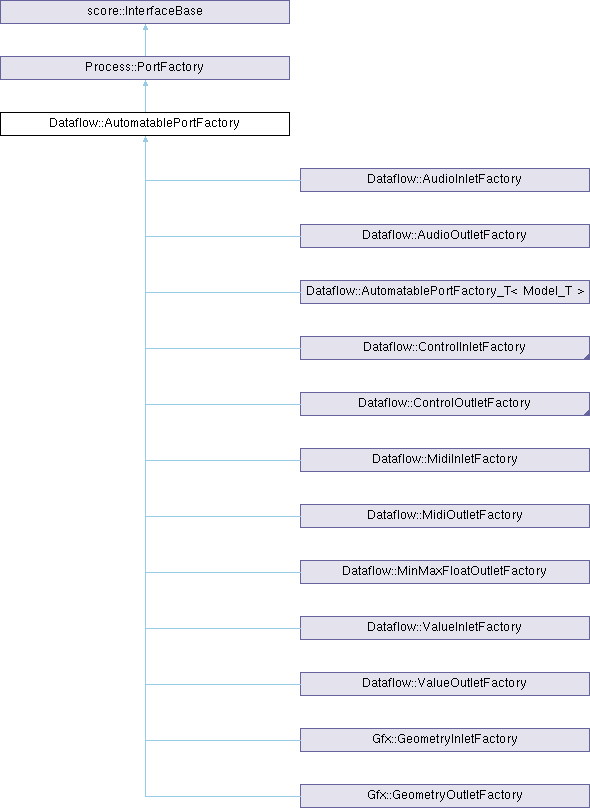 score::InterfaceBase
Process::PortFactory
Dataflow::AutomatablePortFactory
Dataflow::AudioInletFactory
Dataflow::AudioOutletFactory
Dataflow::AutomatablePortFactory_T< Model_T >
Dataflow::ControlInletFactory
Dataflow::ControlOutletFactory
Dataflow::MidiInletFactory
Dataflow::MidiOutletFactory
Dataflow::MinMaxFloatOutletFactory
Dataflow::ValueInletFactory
Dataflow::ValueOutletFactory
Gfx::GeometryInletFactory
Gfx::GeometryOutletFactory